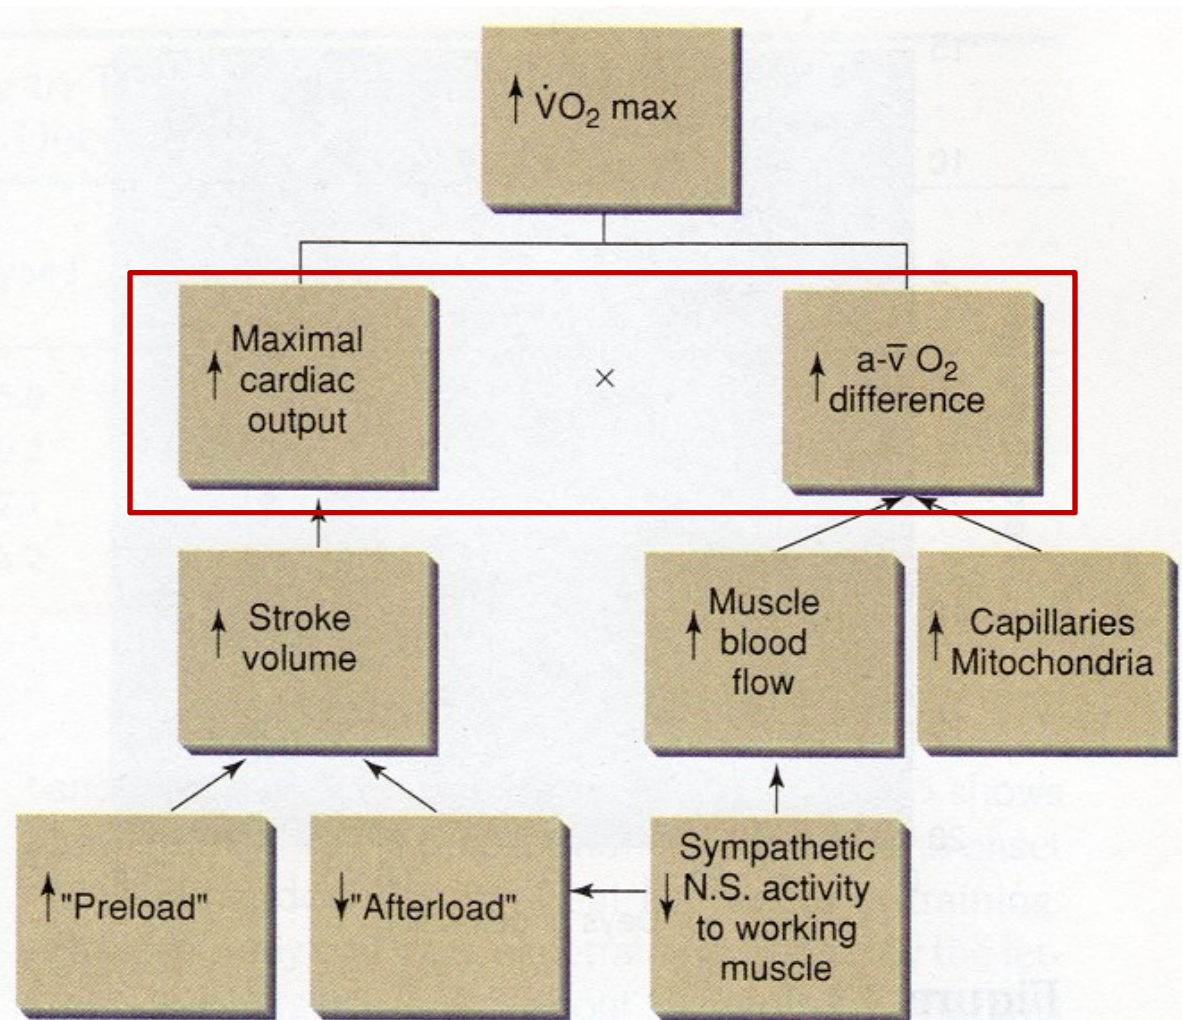 ↑ V̇O₂ max
↑ Maximal
cardiac
output
×
↑ a-v̄ O₂
difference
↑ Stroke
volume
↑ Muscle
blood
flow
↑ Capillaries
Mitochondria
↑ "Preload"
↓ "Afterload"
↓ Sympathetic
N.S. activity
to working
muscle